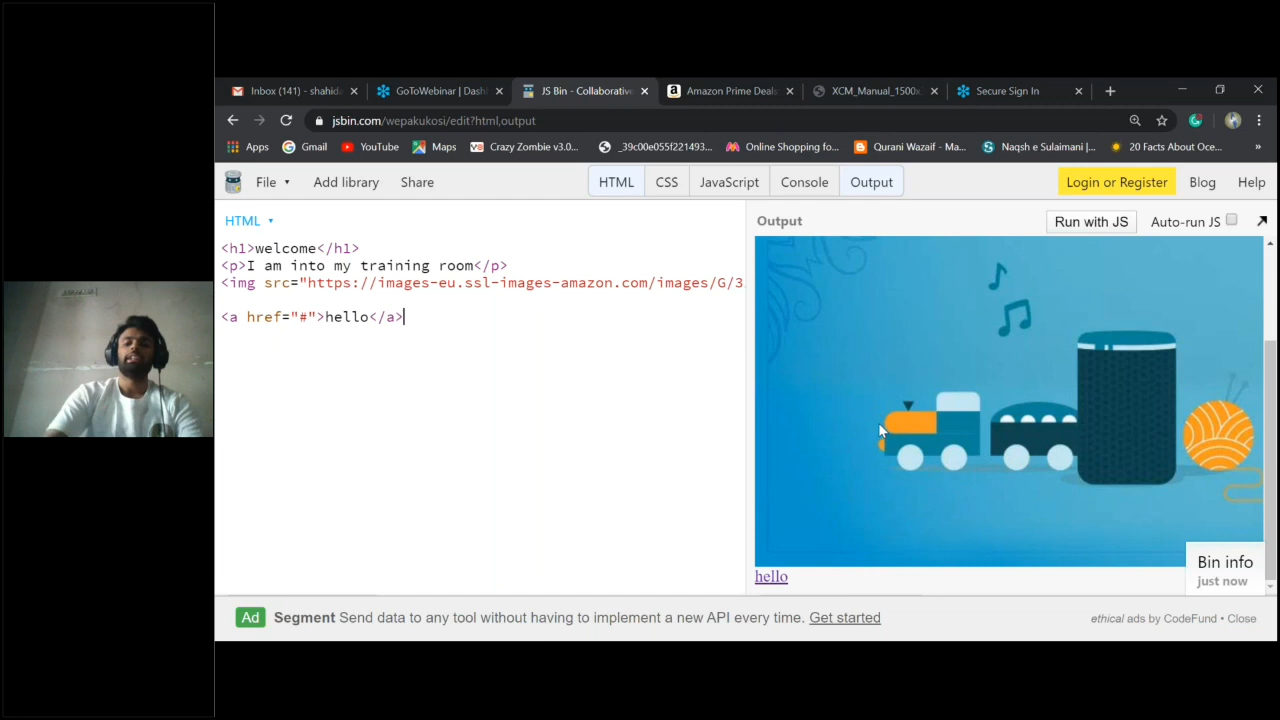 Inbox (141) - shahida
GoToWebinar | Dash
JS Bin - Collaborative
Amazon Prime Deals
XCM_Manual_1500x
Secure Sign In
jsbin.com/wepakukosi/edit?html,output
Apps
Gmail
YouTube
Maps
Crazy Zombie v3.0...
_39c00e055f221493...
Online Shopping fo...
Qurani Wazaif - Ma...
Naqsh e Sulaimani |...
20 Facts About Oce...
»
File
Add library
Share
HTML
CSS
JavaScript
Console
Output
Login or Register
Blog
Help
HTML
<h1>welcome</h1>
<p>I am into my training room</p>
<img src="https://images-eu.ssl-images-amazon.com/images/G/3
<a href="#">hello</a>
Output
Run with JS
Auto-run JS
hello
Bin info
just now
Ad
Segment Send data to any tool without having to implement a new API every time. Get started
ethical ads by CodeFund • Close